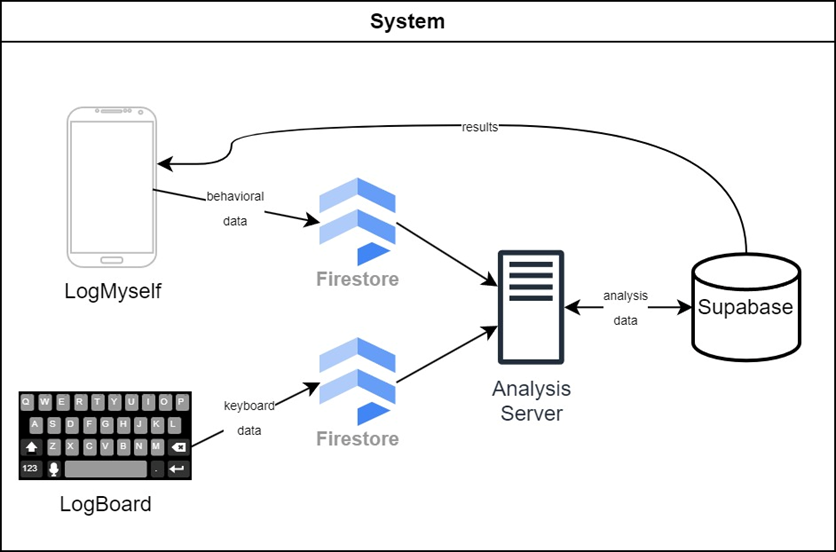 System
results
behavioral
data
Firestore
LogMyself
analysis
data
Supabase
Analysis
Server
keyboard
data
Firestore
Q W E R T Y U I O P
A S D F G H J K L
Z X C V B N M
123 .
LogBoard